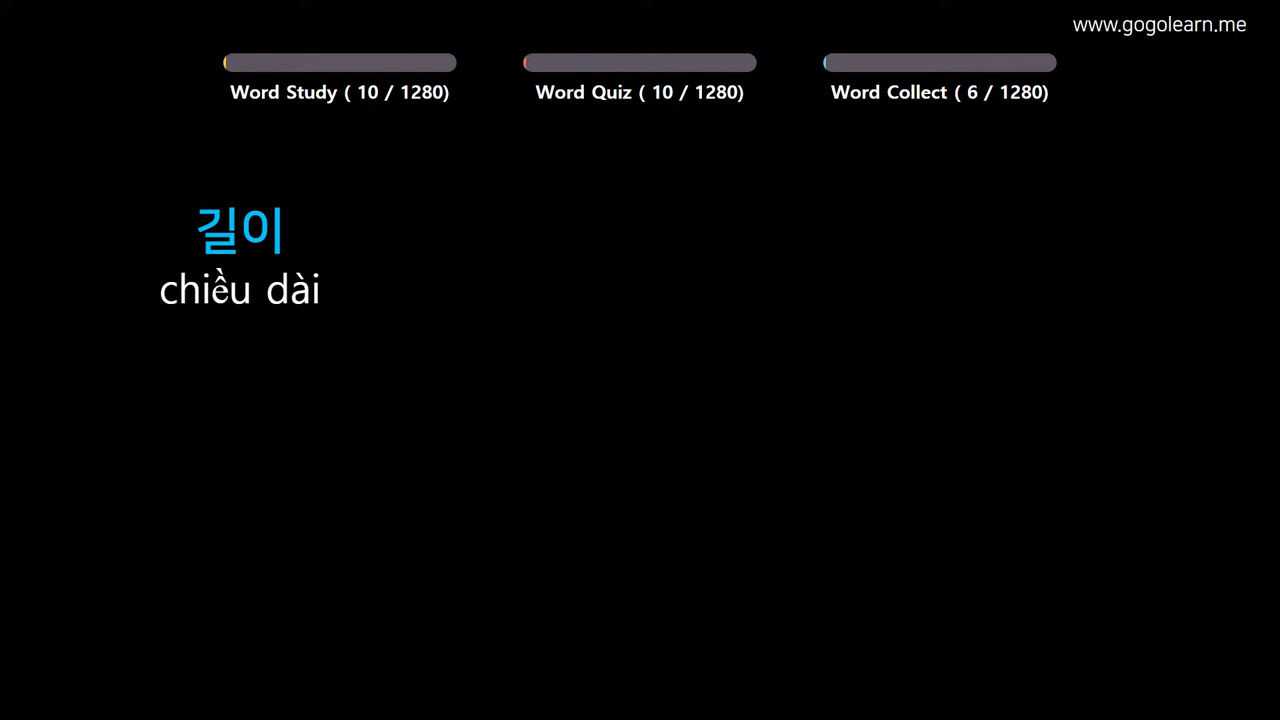 www.gogolearn.me
Word Study ( 10 / 1280)
Word Quiz ( 10 / 1280)
Word Collect ( 6 / 1280)
길이
chiều dài